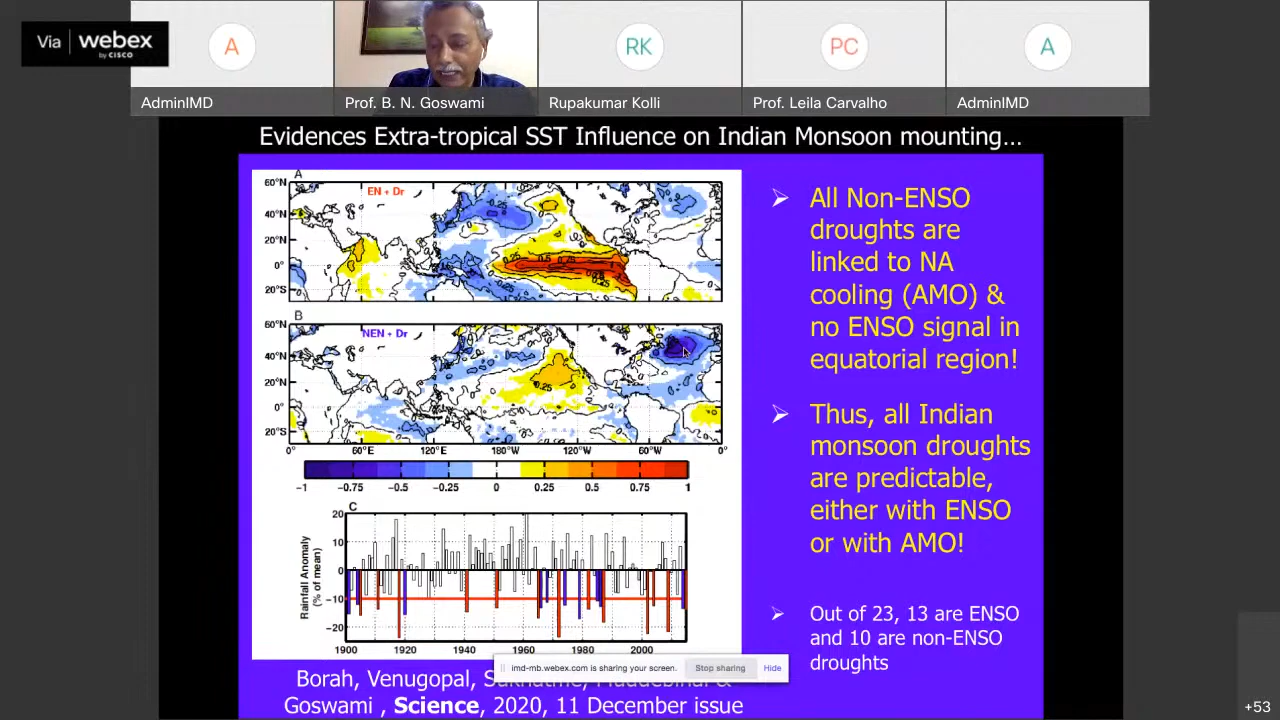 Via webex
by CISCO
A
RK
PC
A
AdminIMD
Prof. B. N. Goswami
Rupakumar Kolli
Prof. Leila Carvalho
AdminIMD
Evidences Extra-tropical SST Influence on Indian Monsoon mounting...
A
EN + Dr
60°N
40°N
20°N
0°
20°S
B
NEN + Dr
60°N
40°N
20°N
0°
20°S
0.25
0° 60°E 120°E 180°W 120°W 60°W 0°
−1 −0.75 −0.5 −0.25 0 0.25 0.5 0.75 1
C
Rainfall Anomaly
(% of mean)
20
10
0
−10
−20
1900 1920 1940 1960 1980 2000
➢ All Non-ENSO
droughts are
linked to NA
cooling (AMO) &
no ENSO signal in
equatorial region!
➢ Thus, all Indian
monsoon droughts
are predictable,
either with ENSO
or with AMO!
➢ Out of 23, 13 are ENSO
and 10 are non-ENSO
droughts
imd-mb.webex.com is sharing your screen. Stop sharing Hide
Borah, Venugopal, &
Goswami , Science, 2020, 11 December issue
+53